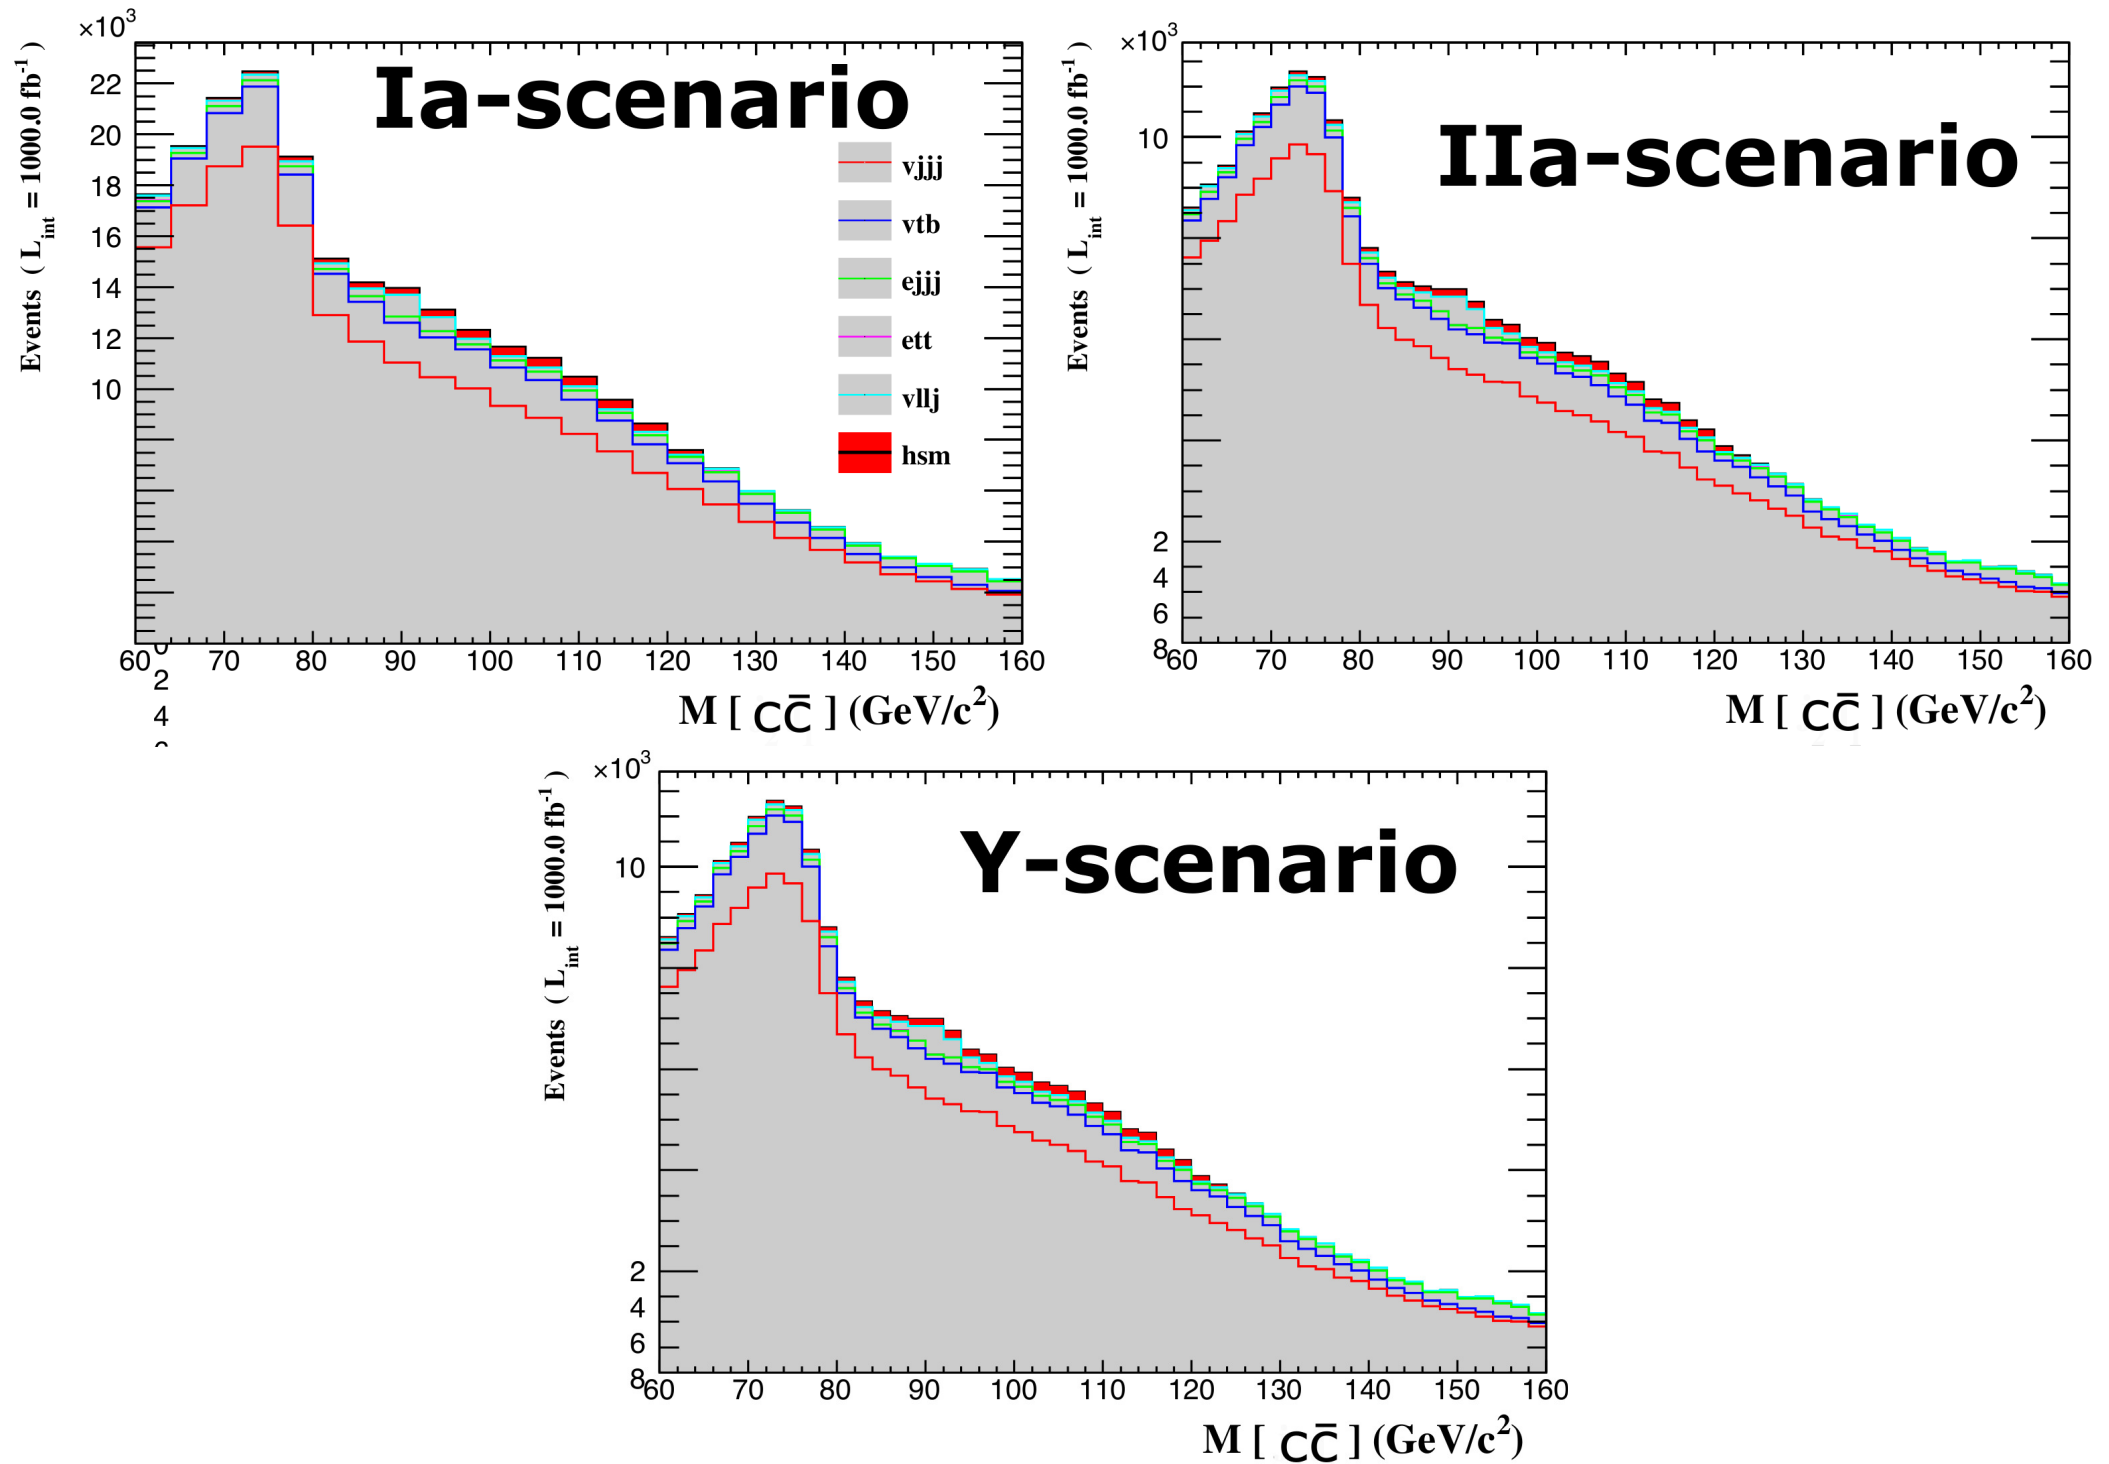 ×10³
Events ( L_int = 1000.0 fb⁻¹)
Ia-scenario
22
20
18
16
14
12
10
vjjj
vtb
ejjj
ett
vllj
hsm
60 70 80 90 100 110 120 130 140 150 160
0
2
4
M [ cc̄ ] (GeV/c²)
×10³
Events ( L_int = 1000.0 fb⁻¹)
IIa-scenario
10
2
4
6
8
60 70 80 90 100 110 120 130 140 150 160
M [ cc̄ ] (GeV/c²)
×10³
Events ( L_int = 1000.0 fb⁻¹)
Y-scenario
10
2
4
6
8
60 70 80 90 100 110 120 130 140 150 160
M [ cc̄ ] (GeV/c²)